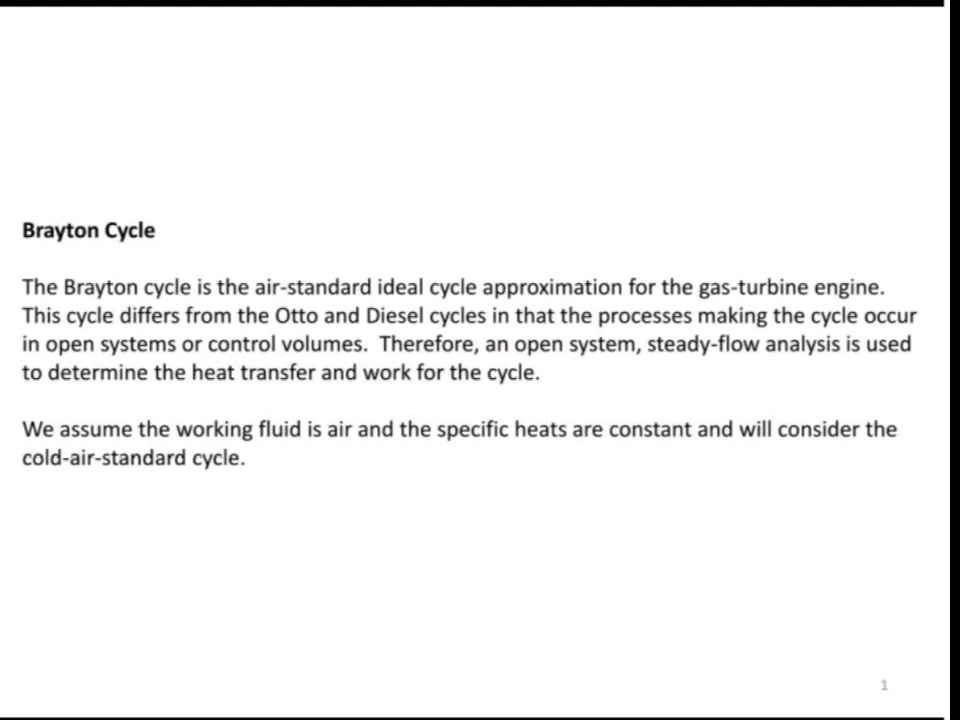 Brayton Cycle
The Brayton cycle is the air-standard ideal cycle approximation for the gas-turbine engine.
This cycle differs from the Otto and Diesel cycles in that the processes making the cycle occur
in open systems or control volumes.  Therefore, an open system, steady-flow analysis is used
to determine the heat transfer and work for the cycle.
We assume the working fluid is air and the specific heats are constant and will consider the
cold-air-standard cycle.
1